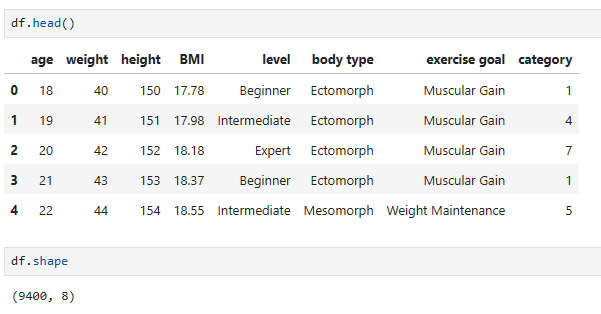 df.head()
age weight height BMI level body type exercise goal category
0 18 40 150 17.78 Beginner Ectomorph Muscular Gain 1
1 19 41 151 17.98 Intermediate Ectomorph Muscular Gain 4
2 20 42 152 18.18 Expert Ectomorph Muscular Gain 7
3 21 43 153 18.37 Beginner Ectomorph Muscular Gain 1
4 22 44 154 18.55 Intermediate Mesomorph Weight Maintenance 5
df.shape
(9400, 8)